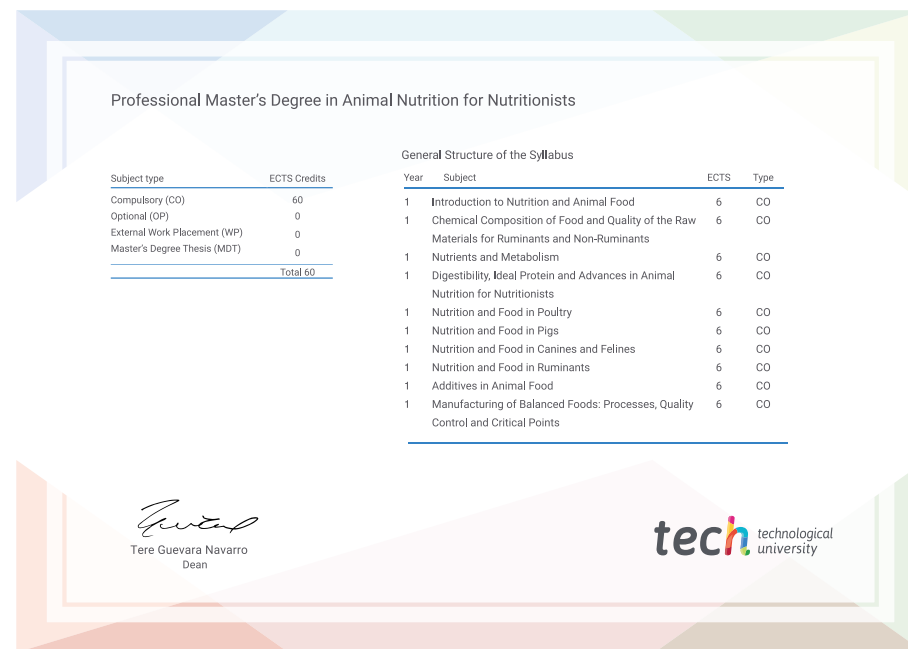 Professional Master's Degree in Animal Nutrition for Nutritionists
Subject type ECTS Credits
Compulsory (CO) 60
Optional (OP) 0
External Work Placement (WP) 0
Master's Degree Thesis (MDT) 0
Total 60
General Structure of the Syllabus
Year Subject ECTS Type
1 Introduction to Nutrition and Animal Food 6 CO
1 Chemical Composition of Food and Quality of the Raw 6 CO
Materials for Ruminants and Non-Ruminants
1 Nutrients and Metabolism 6 CO
1 Digestibility, Ideal Protein and Advances in Animal 6 CO
Nutrition for Nutritionists
1 Nutrition and Food in Poultry 6 CO
1 Nutrition and Food in Pigs 6 CO
1 Nutrition and Food in Canines and Felines 6 CO
1 Nutrition and Food in Ruminants 6 CO
1 Additives in Animal Food 6 CO
1 Manufacturing of Balanced Foods: Processes, Quality 6 CO
Control and Critical Points
Tere Guevara Navarro
Dean
tech technological
university